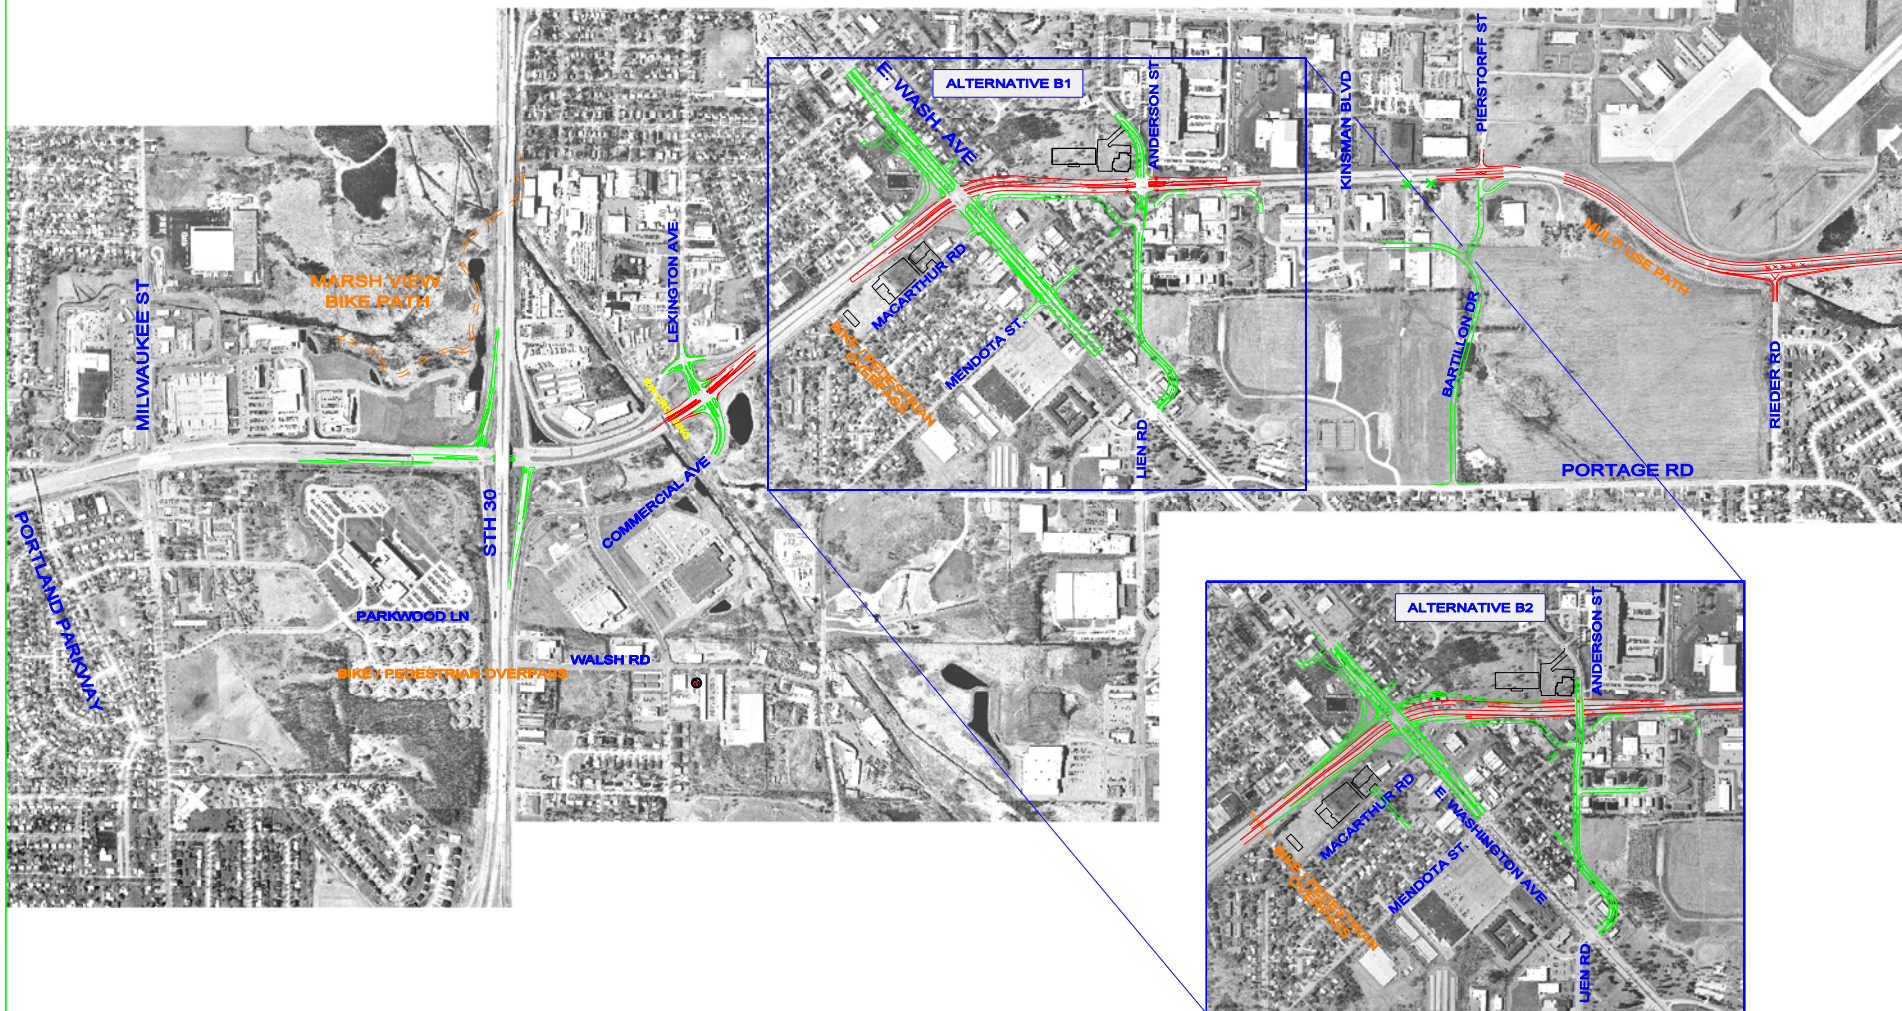 ALTERNATIVE B1
E. WASH. AVE
ANDERSON ST
KINSMAN BLVD
PIERSTORFF ST
MARSH VIEW
BIKE PATH
MILWAUKEE ST
LEXINGTON AVE
MACARTHUR RD
MENDOTA ST.
BIKE / PEDESTRIAN
OVERPASS
MULTI USE PATH
BARTILLON DR
RIEDER RD
LIEN RD
PORTAGE RD
COMMERCIAL AVE
STH 30
PORTLAND PARKWAY
PARKWOOD LN
WALSH RD
BIKE / PEDESTRIAN OVERPASS
ALTERNATIVE B2
ANDERSON ST
MACARTHUR RD
E. WASHINGTON AVE
MENDOTA ST.
BIKE / PEDESTRIAN
OVERPASS
LIEN RD